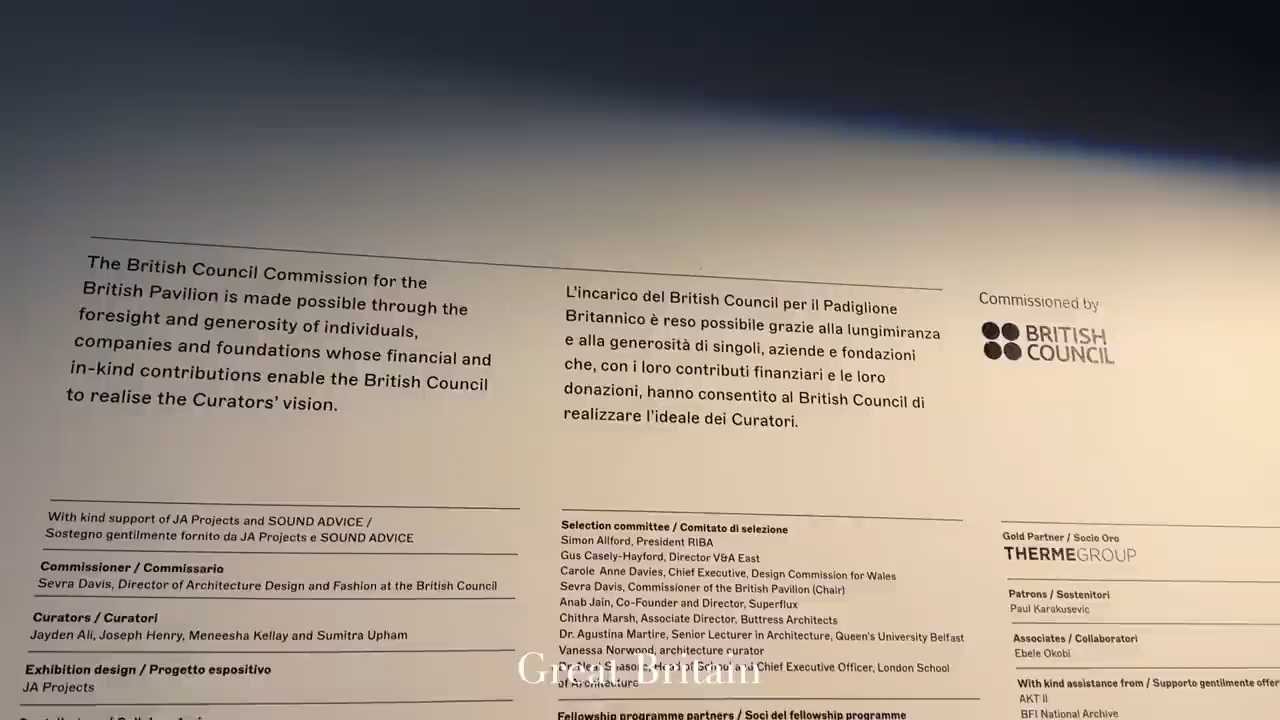 The British Council Commission for the
British Pavilion is made possible through the
foresight and generosity of individuals,
companies and foundations whose financial and
in-kind contributions enable the British Council
to realise the Curators' vision.
L'incarico del British Council per il Padiglione
Britannico è reso possibile grazie alla lungimiranza
e alla generosità di singoli, aziende e fondazioni
che, con i loro contributi finanziari e le loro
donazioni, hanno consentito al British Council di
realizzare l'ideale dei Curatori.
Commissioned by
BRITISH
COUNCIL
With kind support of JA Projects and SOUND ADVICE /
Sostegno gentilmente fornito da JA Projects e SOUND ADVICE
Commissioner / Commissario
Sevra Davis, Director of Architecture Design and Fashion at the British Council
Curators / Curatori
Jayden Ali, Joseph Henry, Meneesha Kellay and Sumitra Upham
Exhibition design / Progetto espositivo
JA Projects
Selection committee / Comitato di selezione
Simon Allford, President RIBA
Gus Casely-Hayford, Director V&A East
Carole Anne Davies, Chief Executive, Design Commission for Wales
Sevra Davis, Commissioner of the British Pavilion (Chair)
Anab Jain, Co-Founder and Director, Superflux
Chithra Marsh, Associate Director, Buttress Architects
Dr. Agustina Martire, Senior Lecturer in Architecture, Queen's University Belfast
Vanessa Norwood, architecture curator
Head of School and Chief Executive Officer, London School
of Architecture
Fellowship programme partners / Soci del fellowship programme
Gold Partner / Socio Oro
THERMEGROUP
Patrons / Sostenitori
Paul Karakusevic
Associates / Collaboratori
Ebele Okobi
With kind assistance from / Supporto gentilmente offer
AKT II
BFI National Archive
Great Britain